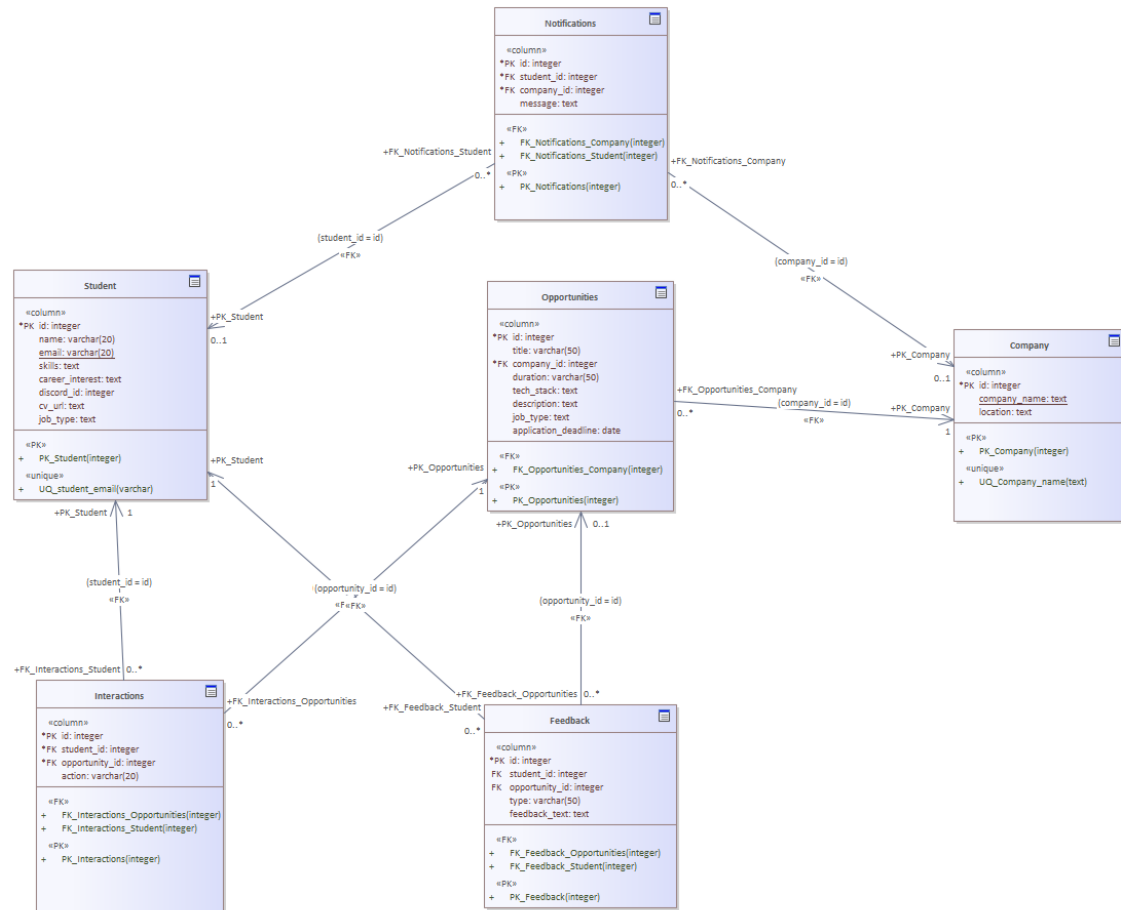 Notifications
«column»
*PK id: integer
*FK student_id: integer
*FK company_id: integer
message: text
«FK»
+ FK_Notifications_Company(integer)
+ FK_Notifications_Student(integer)
«PK»
+ PK_Notifications(integer)
+FK_Notifications_Student
0..*
+FK_Notifications_Company
0..*
(student_id = id)
«FK»
(company_id = id)
«FK»
+PK_Student
0..1
+PK_Company
0..1
Student
«column»
*PK id: integer
name: varchar(20)
email: varchar(20)
skills: text
career_interest: text
discord_id: integer
cv_url: text
job_type: text
«PK»
+ PK_Student(integer)
«unique»
+ UQ_student_email(varchar)
Opportunities
«column»
*PK id: integer
title: varchar(50)
*FK company_id: integer
duration: varchar(50)
tech_stack: text
description: text
job_type: text
application_deadline: date
«FK»
+ FK_Opportunities_Company(integer)
«PK»
+ PK_Opportunities(integer)
Company
«column»
*PK id: integer
company_name: text
location: text
«PK»
+ PK_Company(integer)
«unique»
+ UQ_Company_name(text)
+FK_Opportunities_Company
0..*
(company_id = id)
«FK»
+PK_Company
1
+PK_Student
1
+PK_Opportunities
1
+PK_Student 1
+PK_Opportunities 0..1
(student_id = id)
«FK»
(opportunity_id = id)
«FK»
(opportunity_id = id)
«FK»
+FK_Interactions_Student 0..*
+FK_Interactions_Opportunities
0..*
+FK_Feedback_Opportunities 0..*
+FK_Feedback_Student
0..*
Interactions
«column»
*PK id: integer
*FK student_id: integer
*FK opportunity_id: integer
action: varchar(20)
«FK»
+ FK_Interactions_Opportunities(integer)
+ FK_Interactions_Student(integer)
«PK»
+ PK_Interactions(integer)
Feedback
«column»
*PK id: integer
FK student_id: integer
FK opportunity_id: integer
type: varchar(50)
feedback_text: text
«FK»
+ FK_Feedback_Opportunities(integer)
+ FK_Feedback_Student(integer)
«PK»
+ PK_Feedback(integer)